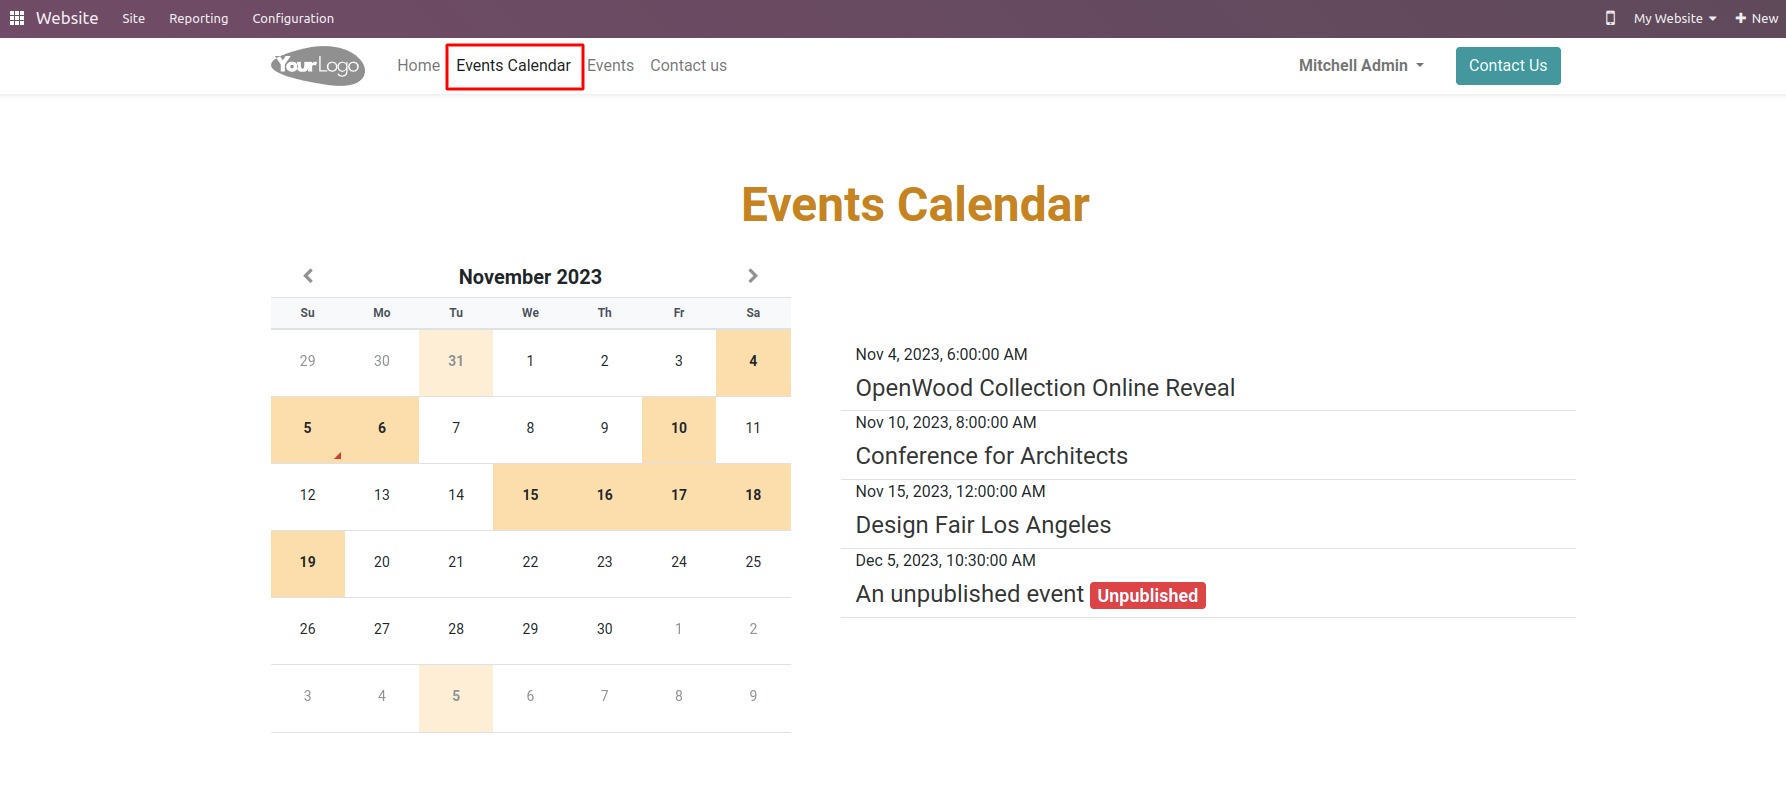 Website Site Reporting Configuration My Website New
YourLogo Home Events Calendar Events Contact us Mitchell Admin Contact Us
Events Calendar
November 2023
Su Mo Tu We Th Fr Sa
29 30 31 1 2 3 4
5 6 7 8 9 10 11
12 13 14 15 16 17 18
19 20 21 22 23 24 25
26 27 28 29 30 1 2
3 4 5 6 7 8 9
Nov 4, 2023, 6:00:00 AM
OpenWood Collection Online Reveal
Nov 10, 2023, 8:00:00 AM
Conference for Architects
Nov 15, 2023, 12:00:00 AM
Design Fair Los Angeles
Dec 5, 2023, 10:30:00 AM
An unpublished event Unpublished